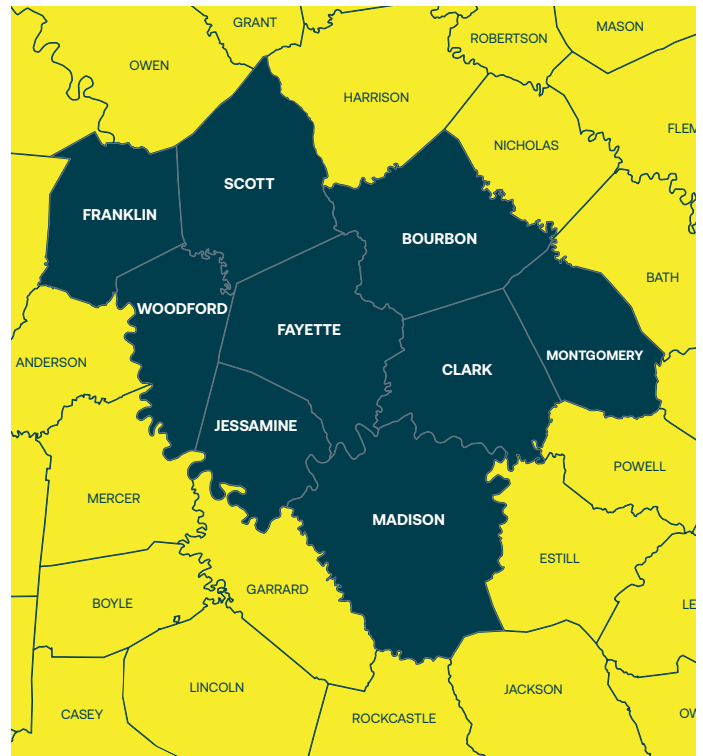 GRANT
MASON
ROBERTSON
OWEN
HARRISON
FLEM
NICHOLAS
SCOTT
FRANKLIN
BOURBON
BATH
WOODFORD
FAYETTE
MONTGOMERY
ANDERSON
CLARK
JESSAMINE
POWELL
MERCER
MADISON
ESTILL
GARRARD
BOYLE
LE
LINCOLN
JACKSON
CASEY
ROCKCASTLE
OW